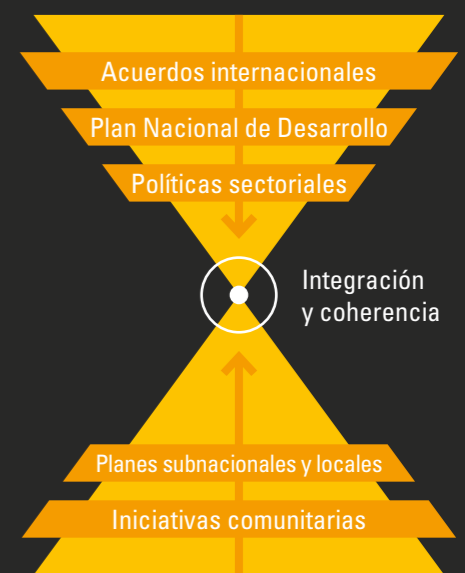 Acuerdos internacionales
Plan Nacional de Desarrollo
Políticas sectoriales
Integración
y coherencia
Planes subnacionales y locales
Iniciativas comunitarias